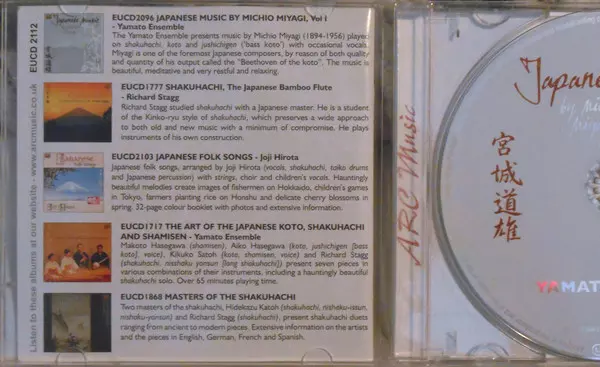 EUCD 2112
Listen to these albums at our website - www.arcmusic.co.uk
EUCD2096 JAPANESE MUSIC BY MICHIO MIYAGI, Vol I
- Yamato Ensemble
The Yamato Ensemble presents music by Michio Miyagi (1894-1956) played
on shakuhachi, koto and jushichigen ('bass koto') with occasional vocals.
Miyagi is one of the foremost Japanese composers, by reason of both quality
and quantity of his output called the "Beethoven of the koto". The music is
beautiful, meditative and very restful and relaxing.
EUCD1777 SHAKUHACHI, The Japanese Bamboo Flute
- Richard Stagg
Richard Stagg studied shakuhachi with a Japanese master. He is a student
of the Kinko-ryu style of shakuhachi, which preserves a wide approach
to both old and new music with a minimum of compromise. He plays
instruments of his own construction.
EUCD2103 JAPANESE FOLK SONGS - Joji Hirota
Japanese folk songs, arranged by Joji Hirota (vocals, shakuhachi, taiko drums
and Japanese percussion) with strings, choir and children's vocals. Hauntingly
beautiful melodies create images of fishermen on Hokkaido, children's games
in Tokyo, farmers planting rice on Honshu and delicate cherry blossoms in
spring. 32-page colour booklet with photos and extensive information.
EUCD1717 THE ART OF THE JAPANESE KOTO, SHAKUHACHI
AND SHAMISEN - Yamato Ensemble
Makoto Hasegawa (shamisen), Aiko Hasegawa (koto, jushichigen [bass
koto], voice), Kikuko Satoh (koto, shamisen, voice) and Richard Stagg
(shakuhachi, nisshaku yonsun [long shakuhachi]) present seven pieces in
various combinations of their instruments, including a hauntingly beautiful
shakuhachi solo. Over 65 minutes playing time.
EUCD1868 MASTERS OF THE SHAKUHACHI
Two masters of the shakuhachi, Hidekazu Katoh (shakuhachi, nishaku-issun,
nishaku-yonsun) and Richard Stagg (shakuhachi), present shakuhachi duets
ranging from ancient to modern pieces. Extensive information on the artists
and the pieces in English, German, French and Spanish.
ARC Music
Japanese
by
宮城道雄
YAMAT